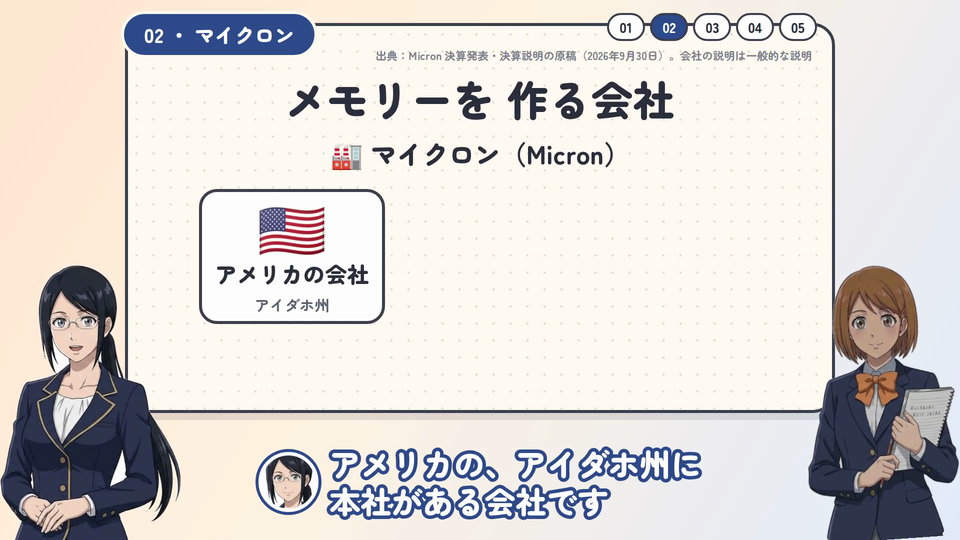 02 • マイクロン
01 02 03 04 05
出典：Micron 決算発表・決算説明の原稿（2026年9月30日）。会社の説明は一般的な説明
メモリーを 作る会社
マイクロン（Micron）
アメリカの会社
アイダホ州
アメリカの、アイダホ州に
本社がある会社です